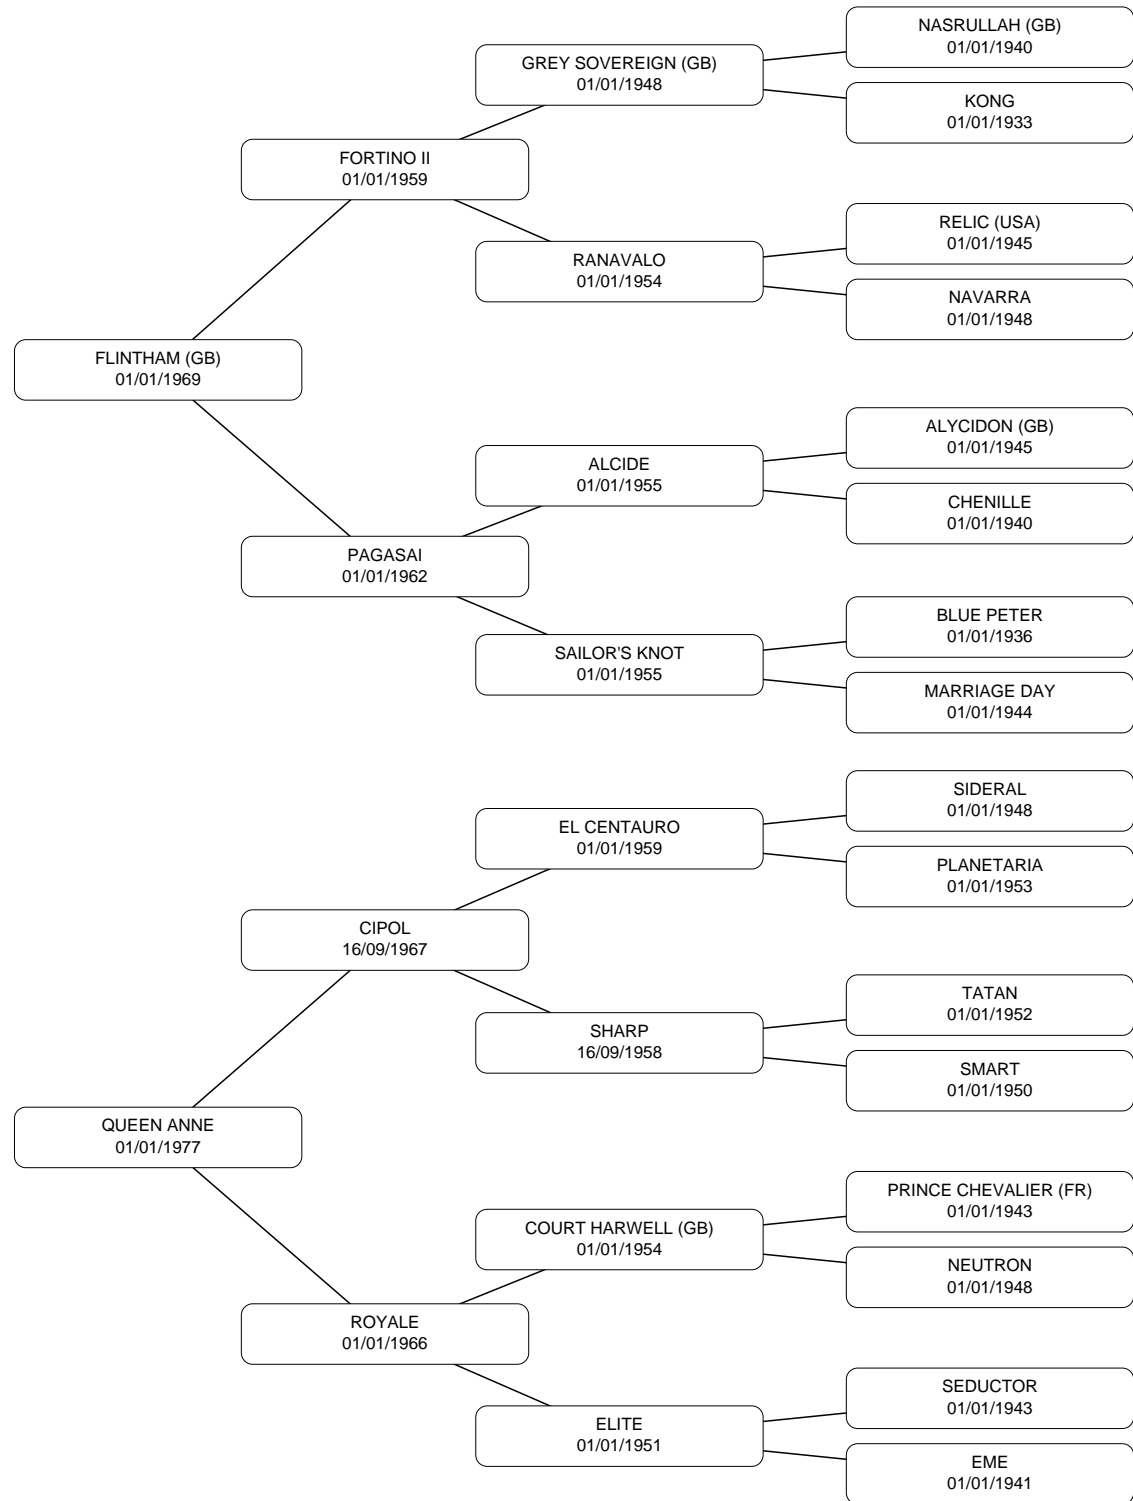 NASRULLAH (GB)
01/01/1940
GREY SOVEREIGN (GB)
01/01/1948
KONG
01/01/1933
FORTINO II
01/01/1959
RELIC (USA)
01/01/1945
RANAVALO
01/01/1954
NAVARRA
01/01/1948
FLINTHAM (GB)
01/01/1969
ALYCIDON (GB)
01/01/1945
ALCIDE
01/01/1955
CHENILLE
01/01/1940
PAGASAI
01/01/1962
BLUE PETER
01/01/1936
SAILOR'S KNOT
01/01/1955
MARRIAGE DAY
01/01/1944
SIDERAL
01/01/1948
EL CENTAURO
01/01/1959
PLANETARIA
01/01/1953
CIPOL
16/09/1967
TATAN
01/01/1952
SHARP
16/09/1958
SMART
01/01/1950
QUEEN ANNE
01/01/1977
PRINCE CHEVALIER (FR)
01/01/1943
COURT HARWELL (GB)
01/01/1954
NEUTRON
01/01/1948
ROYALE
01/01/1966
SEDUCTOR
01/01/1943
ELITE
01/01/1951
EME
01/01/1941